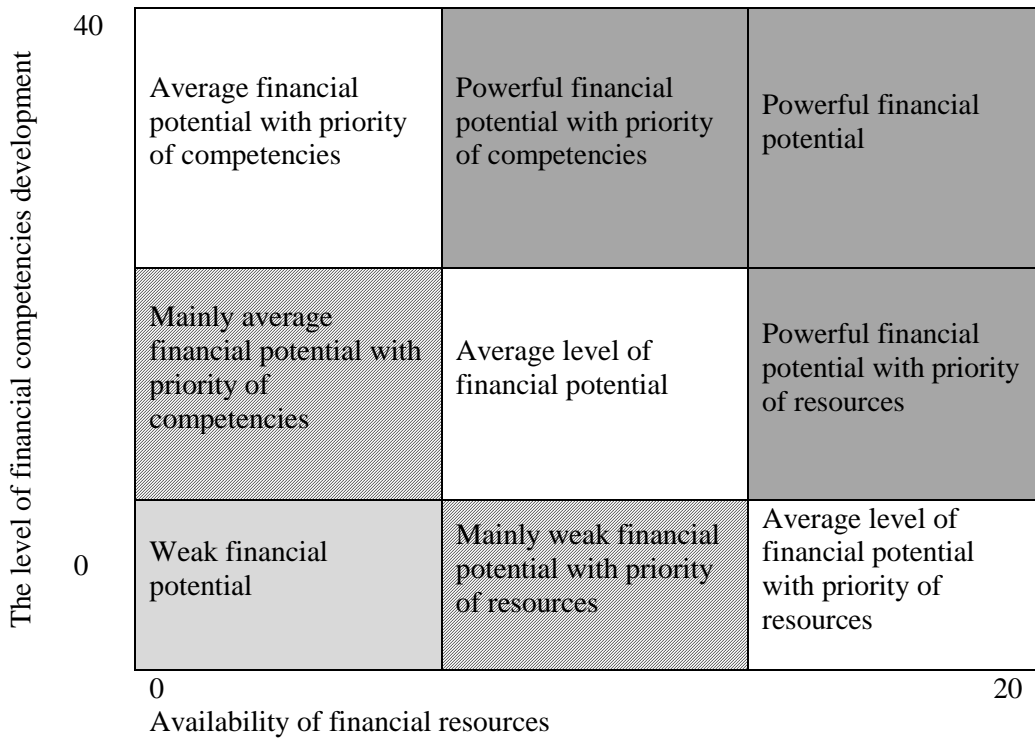 The level of financial competencies development
40
Average financial
potential with priority
of competencies
Powerful financial
potential with priority
of competencies
Powerful financial
potential
Mainly average
financial potential with
priority of
competencies
Average level of
financial potential
Powerful financial
potential with priority
of resources
0
Weak financial
potential
Mainly weak financial
potential with priority
of resources
Average level of
financial potential
with priority of
resources
0
20
Availability of financial resources